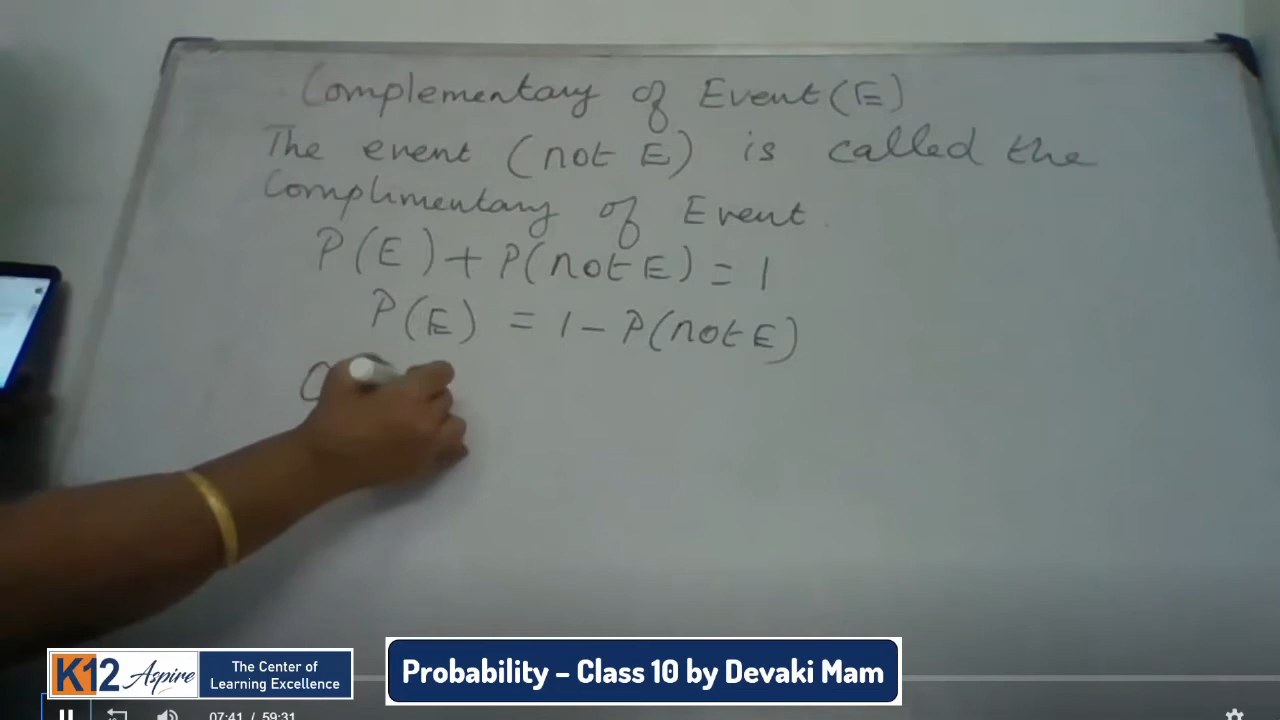 Complementary of Event (E)
The event (not E) is called the
Complimentary of Event.
P(E) + P(not E) = 1
P(E) = 1 - P(not E)
K12 Aspire
The Center of
Learning Excellence
Probability – Class 10 by Devaki Mam
07:41 / 59:31